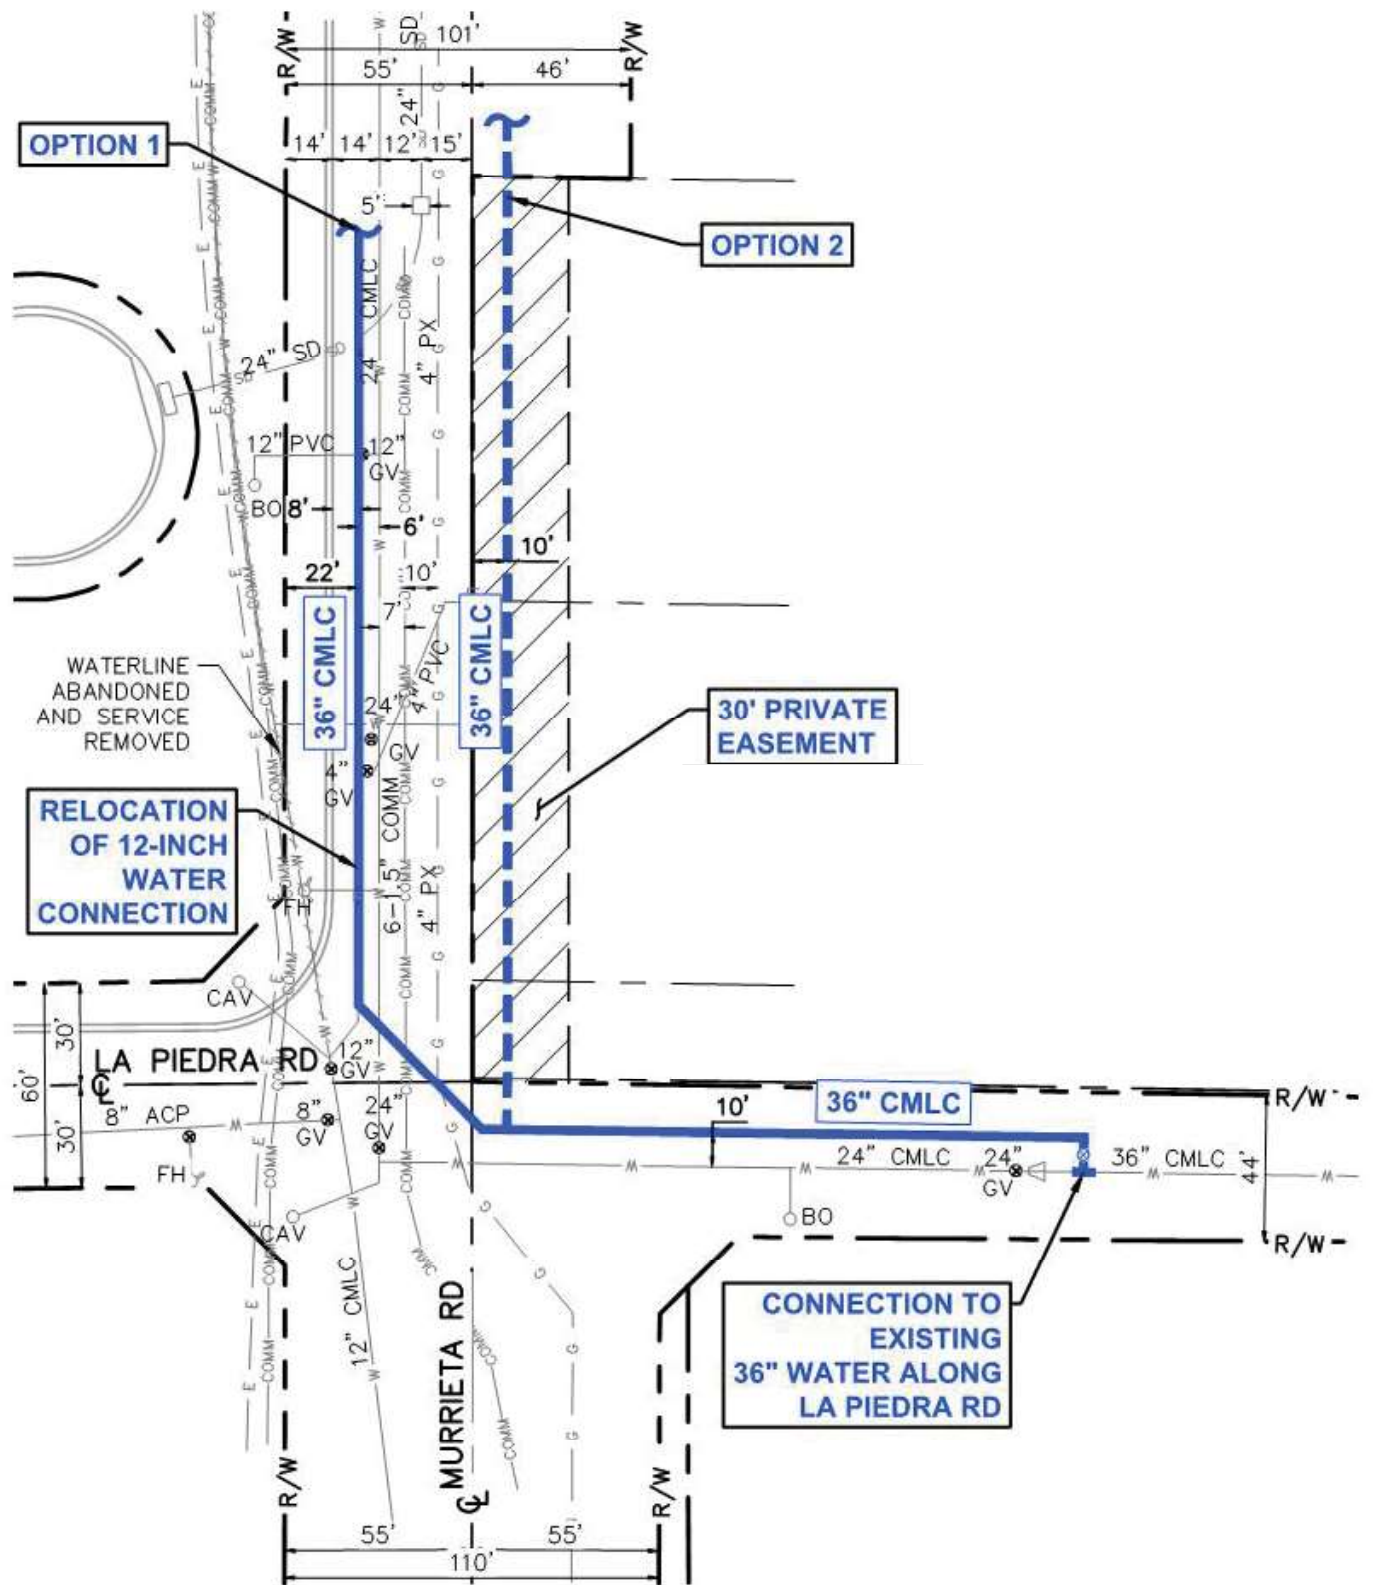 R/W
SD
101'
R/W
55'
46'
24"
OPTION 1
14'
14'
12'
15'
5'
OPTION 2
24 CMLC
4" PX
24" SD
12" PVC
12"
GV
BO
8'
6'
10'
22'
10'
7'
36" CMLC
36" CMLC
4" PVC
WATERLINE
ABANDONED
AND SERVICE
REMOVED
24"
GV
4"
GV
30' PRIVATE
EASEMENT
RELOCATION
OF 12-INCH
WATER
CONNECTION
6-1.5" COMM
4" PX
FH
CAV
30'
60'
30'
LA PIEDRA RD
CL
12"
GV
8" ACP
8"
GV
24"
GV
FH
CAV
36" CMLC
10'
R/W
24" CMLC
24"
GV
36" CMLC
44'
BO
R/W
12" CMLC
MURRIETA RD
CL
CONNECTION TO
EXISTING
36" WATER ALONG
LA PIEDRA RD
R/W
R/W
55'
55'
110'